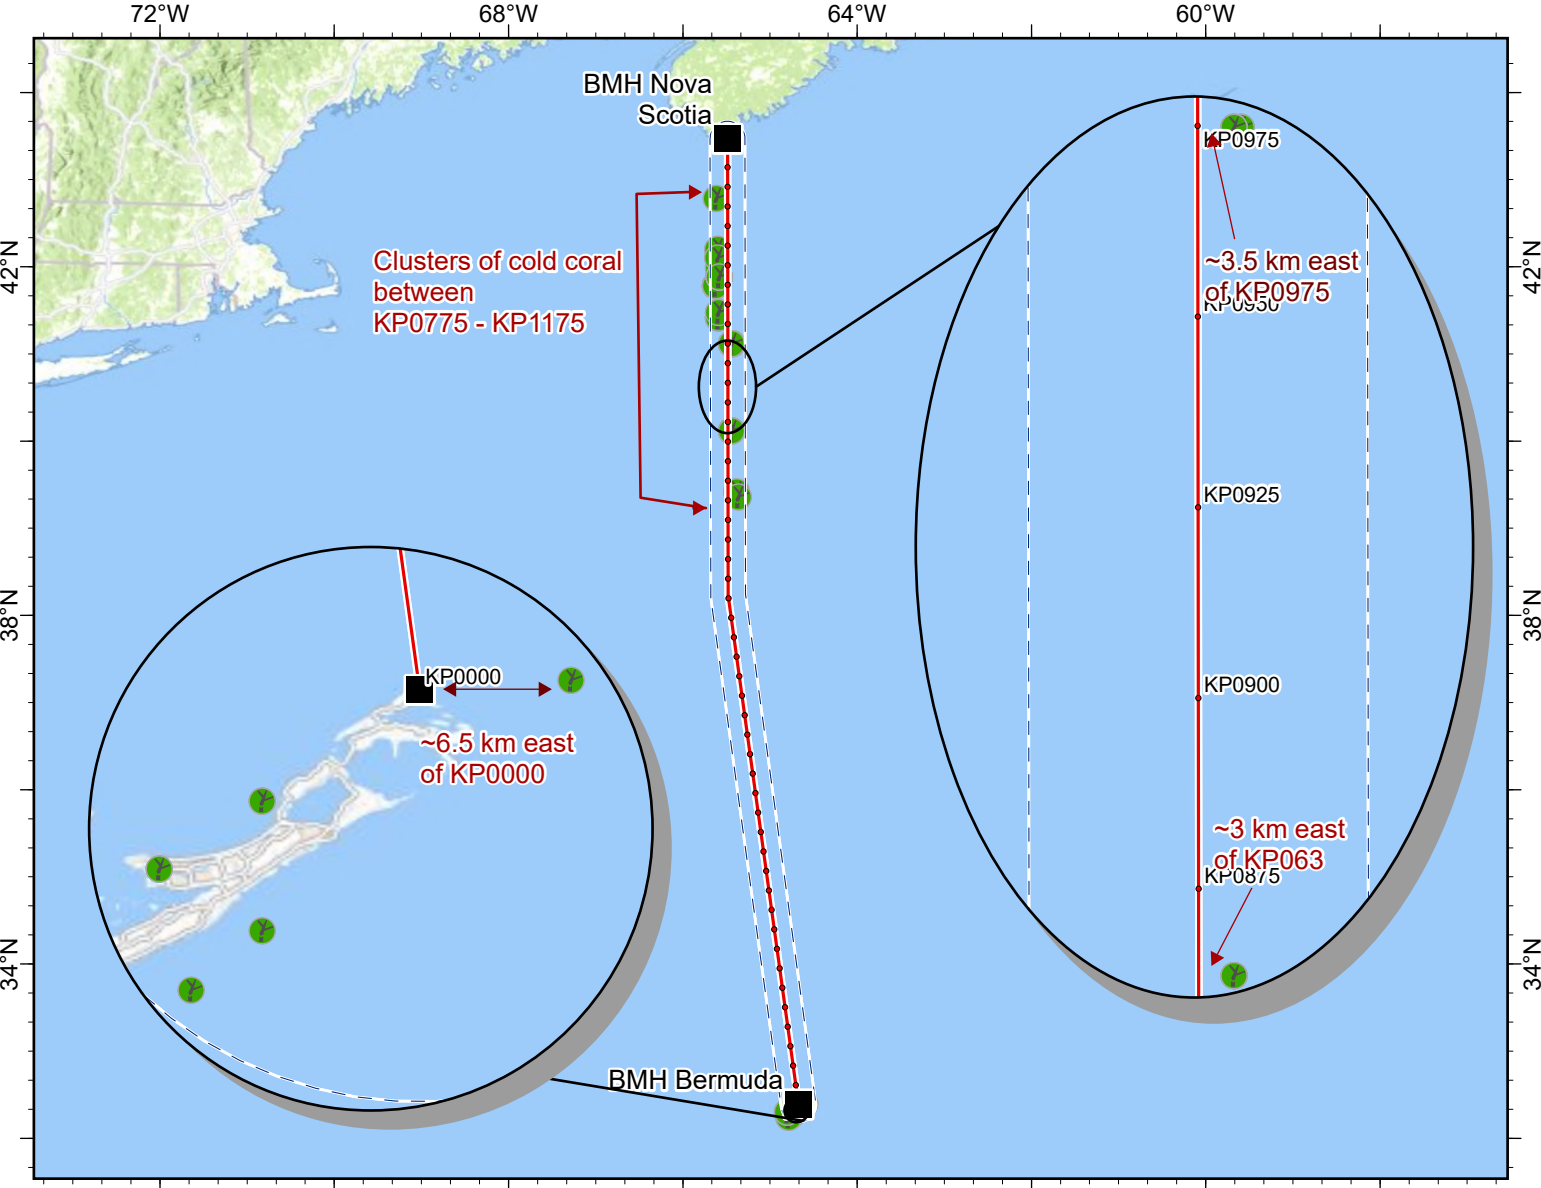 72°W
68°W
64°W
60°W
BMH Nova
Scotia
KP0975
42°N
42°N
Clusters of cold coral
between
KP0775 - KP1175
~3.5 km east
of KP0975
KP0950
KP0925
38°N
38°N
KP0000
KP0900
~6.5 km east
of KP0000
~3 km east
of KP063
KP0875
34°N
34°N
BMH Bermuda